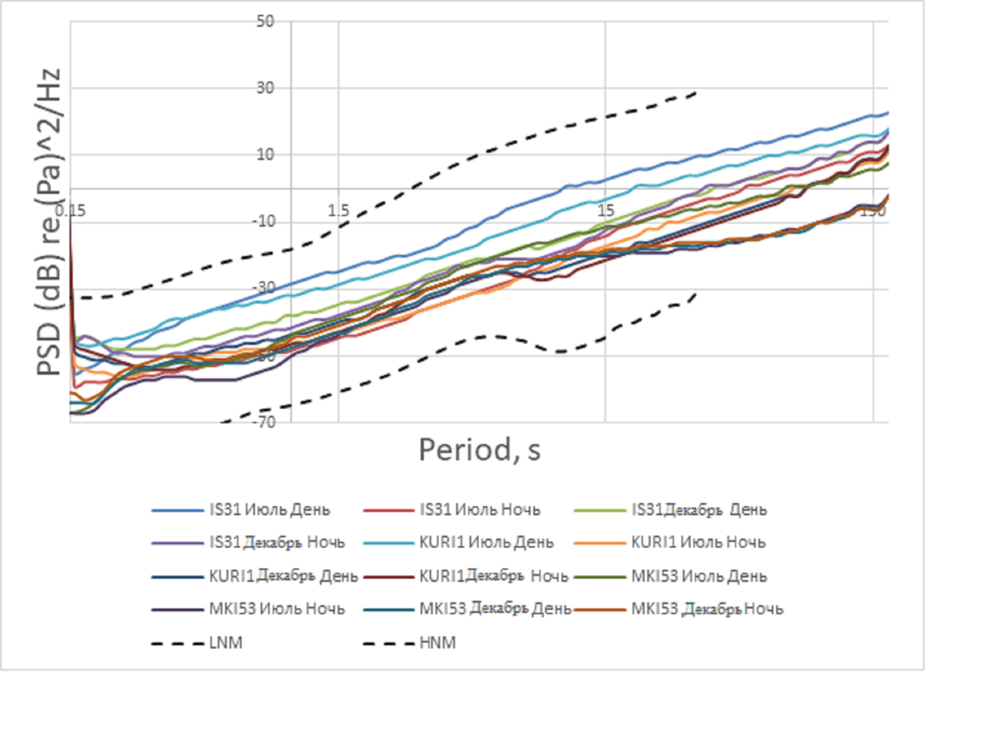 50
30
10
0.15 1.5 15 150
-10
-30
-50
-70
PSD (dB) re.(Pa)^2/Hz
Period, s
IS31 Июль День IS31 Июль Ночь IS31Декабрь День
IS31Декабрь Ночь KURI1 Июль День KURI1 Июль Ночь
KURI1Декабрь День KURI1Декабрь Ночь MKI53 Июль День
MKI53 Июль Ночь MKI53 Декабрь День MKI53 Декабрь Ночь
LNM HNM